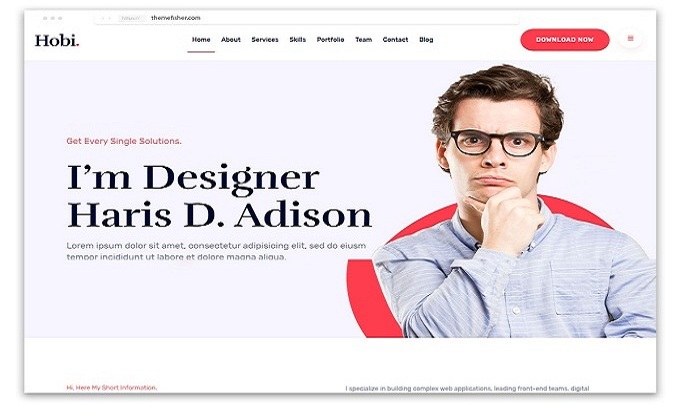 themefisher.com
Hobi.
Home About Services Skills Portfolio Team Contact Blog
DOWNLOAD NOW
Get Every Single Solutions.
I'm Designer
Haris D. Adison
Lorem ipsum dolor sit amet, consectetur adipisicing elit, sed do eiusm
tempor incididunt ut labore et dolore magna aliqua.
Hi, Here My Short Information.
I specialize in building complex web applications, leading front-end teams, digital